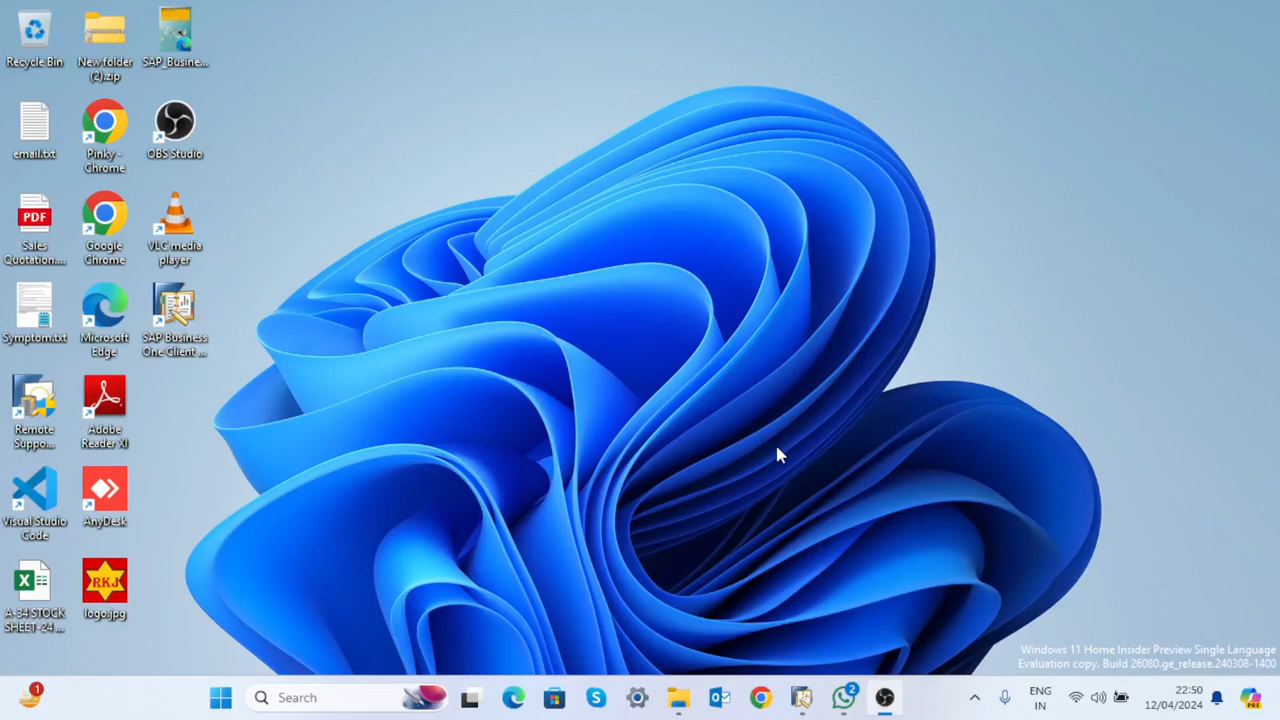 Recycle Bin
New folder
(2).zip
SAP_Busine...
email.txt
Pinky -
Chrome
OBS Studio
PDF
Sales
Quotation....
Google
Chrome
VLC media
player
Symptom.txt
Microsoft
Edge
SAP Business
One Client ...
Remote
Suppo...
Adobe
Reader XI
Visual Studio
Code
AnyDesk
A-34 STOCK
SHEET-24 ...
RKJ
logo.jpg
Windows 11 Home Insider Preview Single Language
Evaluation copy. Build 26080.ge_release.240308-1400
1
Search
2
ENG
IN
22:50
12/04/2024
PRE